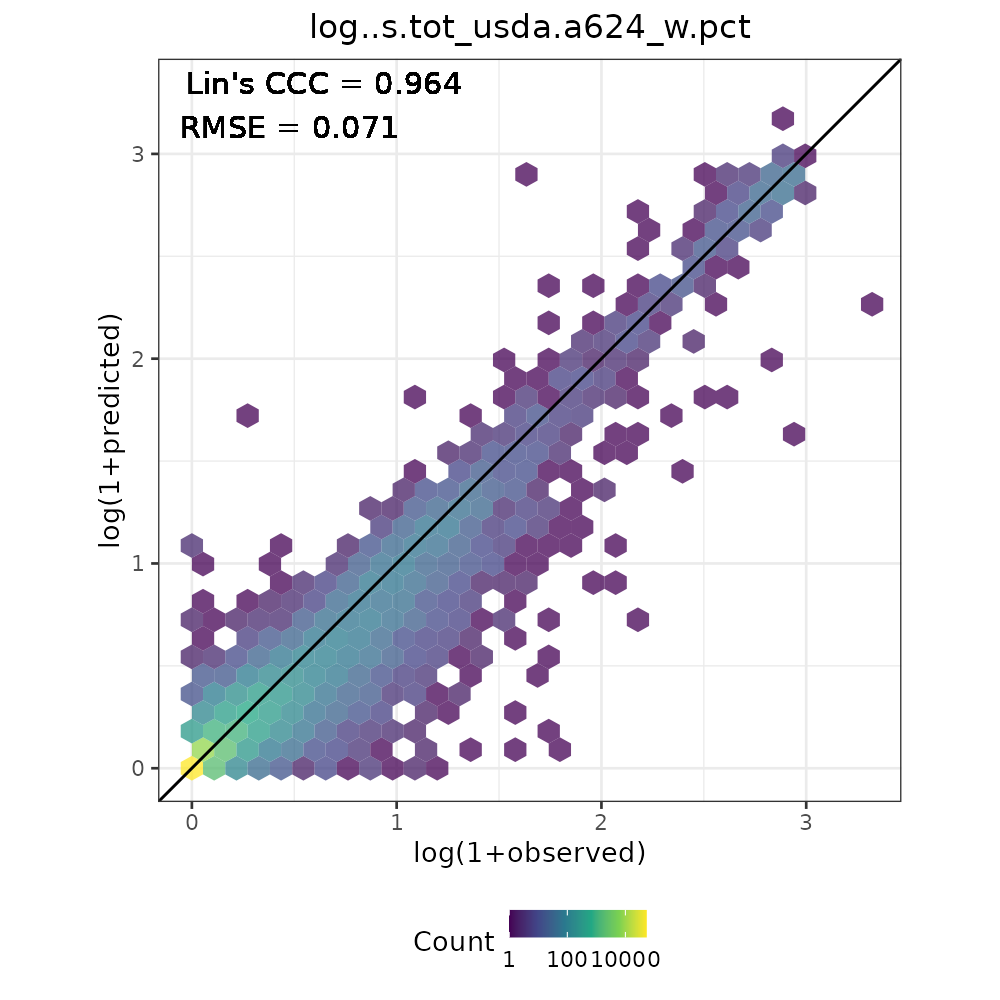 log..s.tot_usda.a624_w.pct
Lin's CCC = 0.964
RMSE = 0.071
3
2
1
0
log(1+predicted)
0 1 2 3
log(1+observed)
Count
1 100 10000